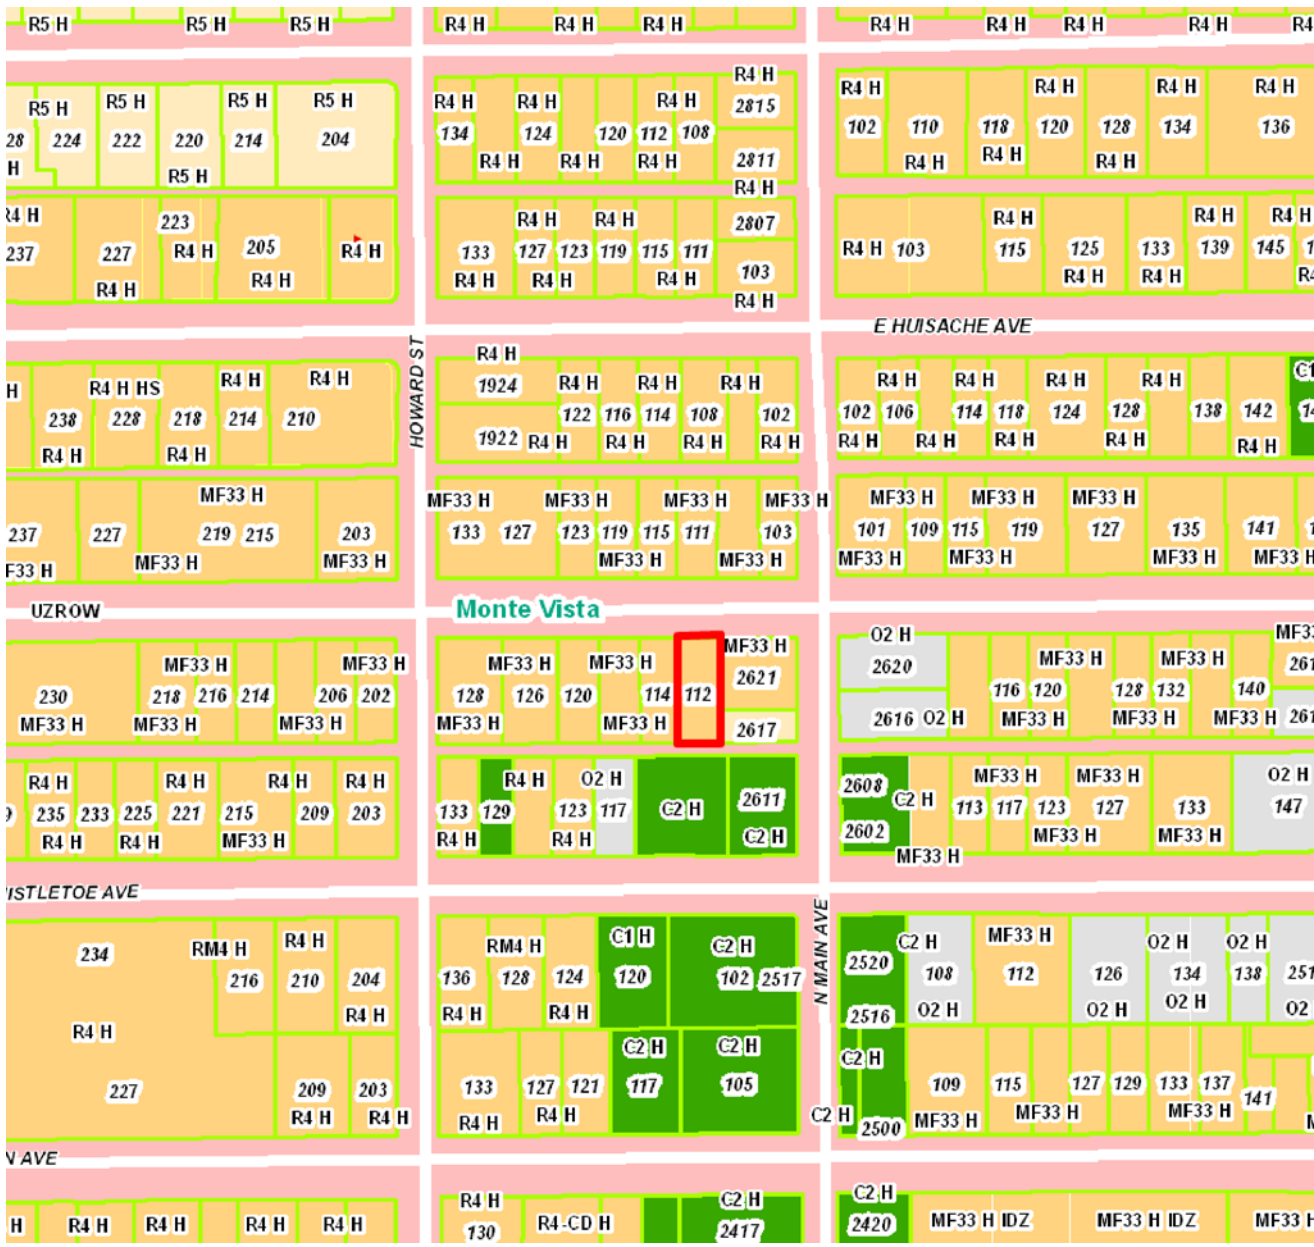 R5 H R5 H R5 H R4 H R4 H R4 H R4 H R4 H R4 H R4 H R4
R5 H R5 H R5 H R5 H R4 H R4 H R4 H R4 H R4 H R4 H R4 H R4 H
28 224 222 220 214 204 134 124 120 112 108 2815 102 110 118 120 128 134 136
H R5 H R4 H R4 H R4 H 2811 R4 H R4 H R4 H
R4 H
R4 H 223 R4 H R4 H 2807 R4 H R4 H R4 H
237 227 R4 H 205 R4 H 133 127 123 119 115 111 103 R4 H 103 115 125 133 139 145 1
R4 H R4 H R4 H R4 H R4 H R4 H R4 H R4 H R4
E HUISACHE AVE
HOWARD ST
R4 H
H R4 H HS R4 H R4 H 1924 R4 H R4 H R4 H R4 H R4 H R4 H R4 H C1
238 228 218 214 210 122 116 114 108 102 102 106 114 118 124 128 138 142 14
R4 H R4 H 1922 R4 H R4 H R4 H R4 H R4 H R4 H R4 H R4 H R4 H
MF33 H MF33 H MF33 H MF33 H MF33 H MF33 H MF33 H MF33 H
237 227 219 215 203 133 127 123 119 115 111 103 101 109 115 119 127 135 141 1
F33 H MF33 H MF33 H MF33 H MF33 H MF33 H MF33 H MF33 H MF33 H
UZROW Monte Vista
MF33 H MF33 H MF33 H MF33 H MF33 H O2 H MF33 H MF33 H MF3
230 218 216 214 206 202 128 126 120 114 112 2621 2620 116 120 128 132 140 261
MF33 H MF33 H MF33 H MF33 H MF33 H 2617 2616 O2 H MF33 H MF33 H MF33 H 261
R4 H R4 H R4 H R4 H R4 H O2 H MF33 H MF33 H O2 H
235 233 225 221 215 209 203 133 129 123 117 C2 H 2611 2608 C2 H 113 117 123 127 133 147
R4 H R4 H MF33 H R4 H R4 H C2 H 2602 MF33 H MF33 H
MF33 H
ISTLETOE AVE
N MAIN AVE
234 RM4 H R4 H RM4 H C1 H C2 H C2 H MF33 H O2 H O2 H
216 210 204 136 128 124 120 102 2517 2520 108 112 126 134 138 251
R4 H R4 H R4 H R4 H 2516 O2 H O2 H O2 H O2
C2 H C2 H C2 H
227 209 203 133 127 121 117 105 109 115 127 129 133 137 141
R4 H R4 H R4 H R4 H C2 H 2500 MF33 H MF33 H MF33 H
N AVE
H R4 H R4 H R4 H R4 H R4 H R4-CD H C2 H C2 H MF33 H IDZ MF33 H IDZ MF33 H
130 2417 2420